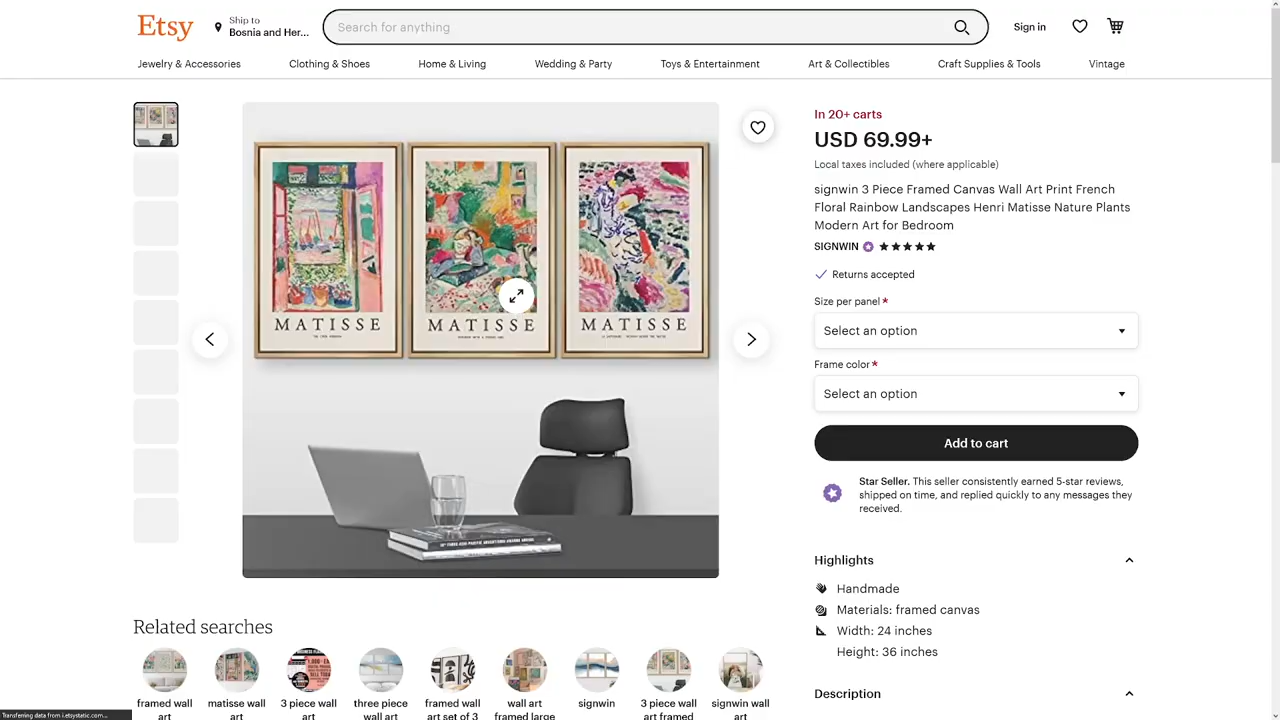 Etsy
Ship to
Bosnia and Her...
Search for anything
Sign in
Jewelry & Accessories
Clothing & Shoes
Home & Living
Wedding & Party
Toys & Entertainment
Art & Collectibles
Craft Supplies & Tools
Vintage
MATISSE
MATISSE
MATISSE
In 20+ carts
USD 69.99+
Local taxes included (where applicable)
signwin 3 Piece Framed Canvas Wall Art Print French
Floral Rainbow Landscapes Henri Matisse Nature Plants
Modern Art for Bedroom
SIGNWIN
Returns accepted
Size per panel *
Select an option
Frame color *
Select an option
Add to cart
Star Seller. This seller consistently earned 5-star reviews,
shipped on time, and replied quickly to any messages they
received.
Highlights
Handmade
Materials: framed canvas
Width: 24 inches
Height: 36 inches
Description
Related searches
framed wall
art
matisse wall
art
3 piece wall
art
three piece
wall art
framed wall
art set of 3
wall art
framed large
signwin
3 piece wall
art framed
signwin wall
art
Transferring data from i.etsystatic.com...